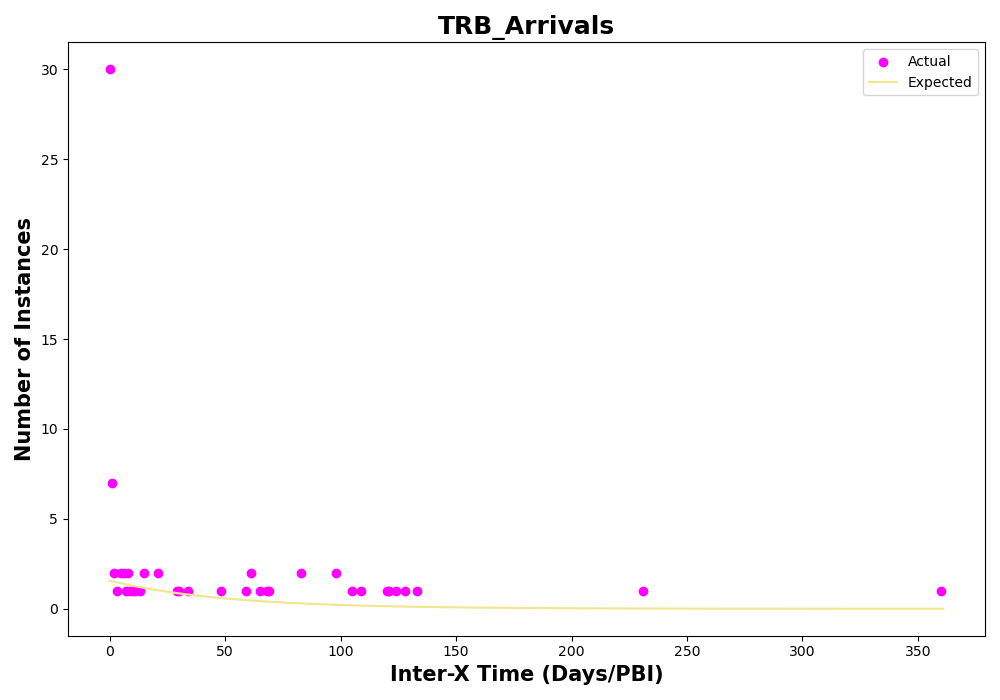 TRB_Arrivals
Actual
Expected
30
25
20
15
10
5
0
Number of Instances
0 50 100 150 200 250 300 350
Inter-X Time (Days/PBI)